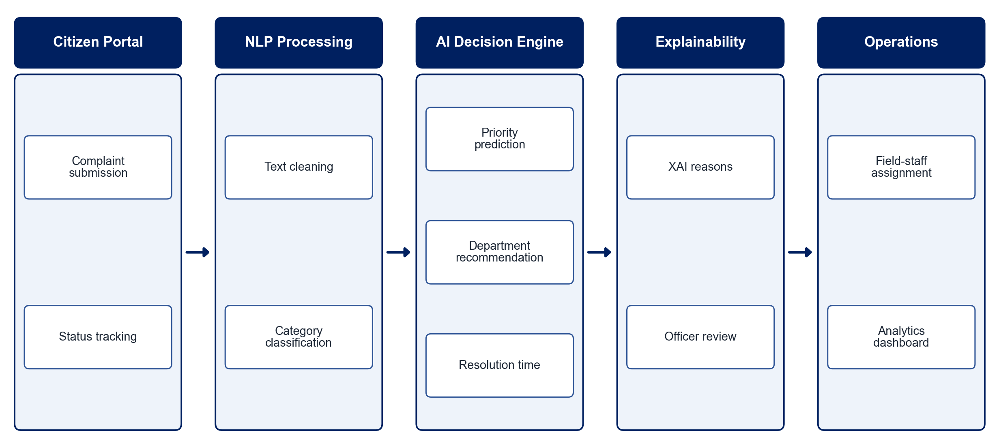 Citizen Portal
Complaint
submission
Status tracking
NLP Processing
Text cleaning
Category
classification
AI Decision Engine
Priority
prediction
Department
recommendation
Resolution time
Explainability
XAI reasons
Officer review
Operations
Field-staff
assignment
Analytics
dashboard